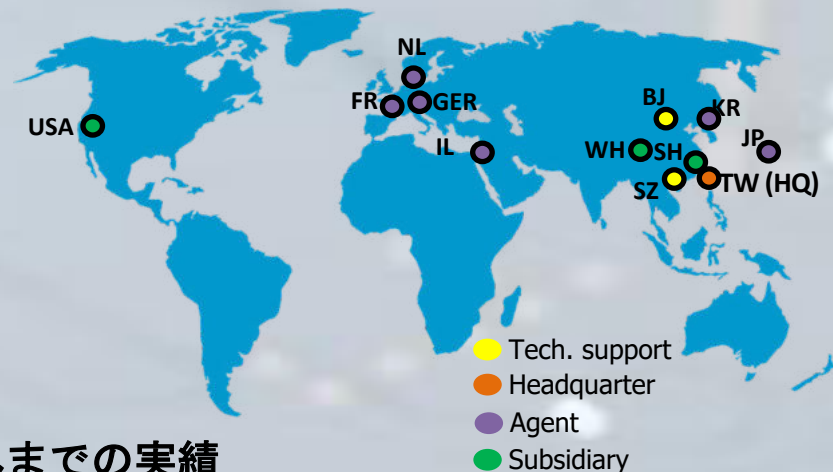 NL
FR
GER
USA
IL
BJ
KR
JP
WH
SH
SZ
TW (HQ)
Tech. support
Headquarter
Agent
Subsidiary
までの実績